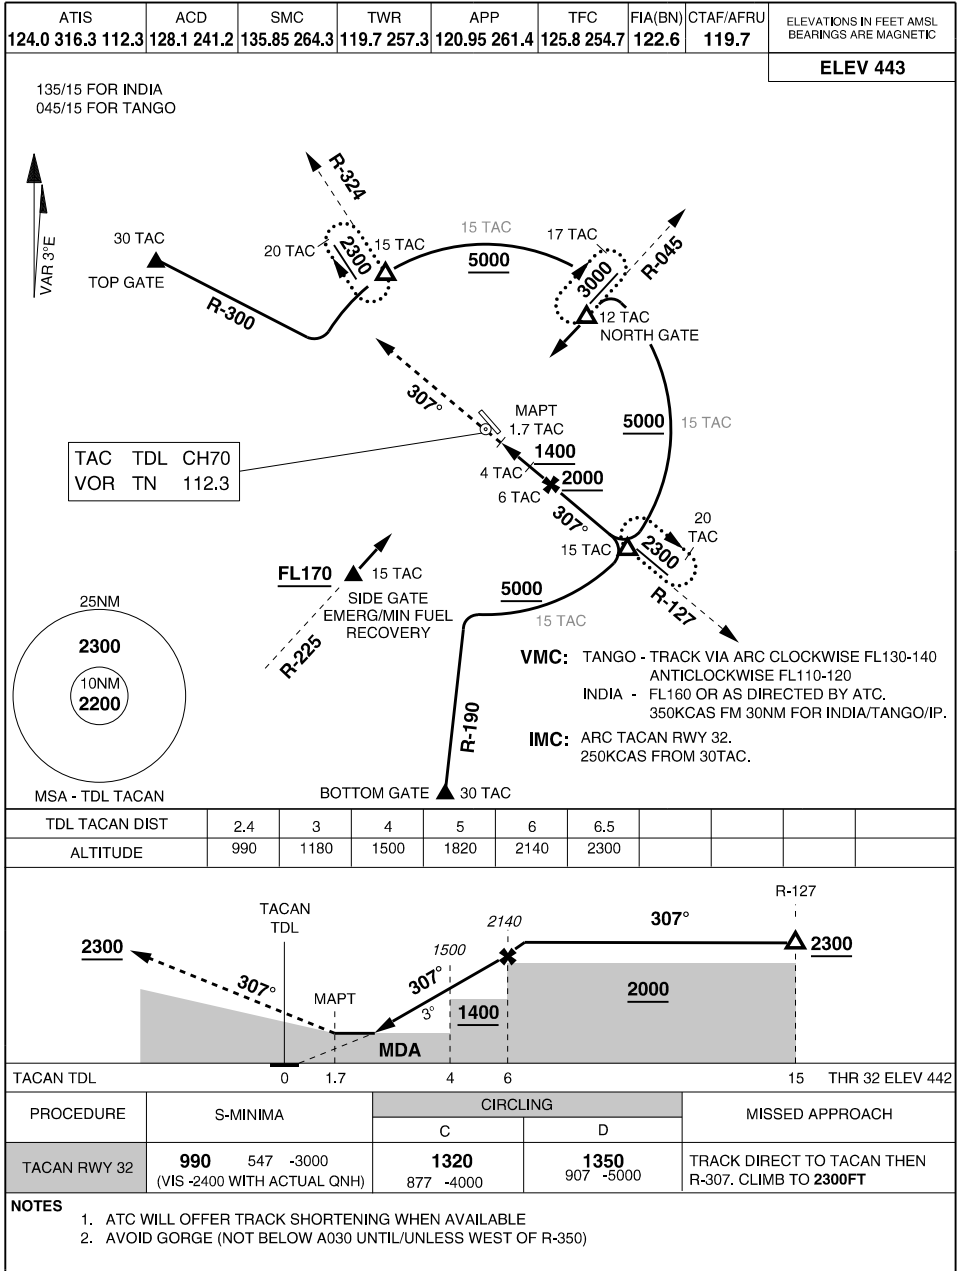 ATIS ACD SMC TWR APP TFC FIA(BN) CTAF/AFRU
124.0 316.3 112.3 128.1 241.2 135.85 264.3 119.7 257.3 120.95 261.4 125.8 254.7 122.6 119.7
ELEVATIONS IN FEET AMSL
BEARINGS ARE MAGNETIC
ELEV 443
135/15 FOR INDIA
045/15 FOR TANGO
VAR 3°E
30 TAC
TOP GATE
R-300
R-324
20 TAC
2300
15 TAC
15 TAC
5000
17 TAC
3000
R-045
12 TAC
NORTH GATE
307°
MAPT
1.7 TAC
5000 15 TAC
TAC TDL CH70
VOR TN 112.3
4 TAC 1400
6 TAC 2000
307°
20
TAC
15 TAC 2300
R-127
FL170 15 TAC
SIDE GATE
EMERG/MIN FUEL
RECOVERY
R-225
5000
15 TAC
25NM
2300
10NM
2200
MSA - TDL TACAN
R-190
BOTTOM GATE 30 TAC
VMC: TANGO - TRACK VIA ARC CLOCKWISE FL130-140
ANTICLOCKWISE FL110-120
INDIA - FL160 OR AS DIRECTED BY ATC.
350KCAS FM 30NM FOR INDIA/TANGO/IP.
IMC: ARC TACAN RWY 32.
250KCAS FROM 30TAC.
TDL TACAN DIST 2.4 3 4 5 6 6.5
ALTITUDE 990 1180 1500 1820 2140 2300
R-127
TACAN
TDL
2300
307°
MAPT
1500
2140
307°
3°
307°
2300
2000
1400
MDA
TACAN TDL 0 1.7 4 6 15 THR 32 ELEV 442
PROCEDURE S-MINIMA CIRCLING MISSED APPROACH
C D
TACAN RWY 32 990 547 -3000 1320 1350 TRACK DIRECT TO TACAN THEN
(VIS -2400 WITH ACTUAL QNH) 877 -4000 907 -5000 R-307. CLIMB TO 2300FT
NOTES
1. ATC WILL OFFER TRACK SHORTENING WHEN AVAILABLE
2. AVOID GORGE (NOT BELOW A030 UNTIL/UNLESS WEST OF R-350)